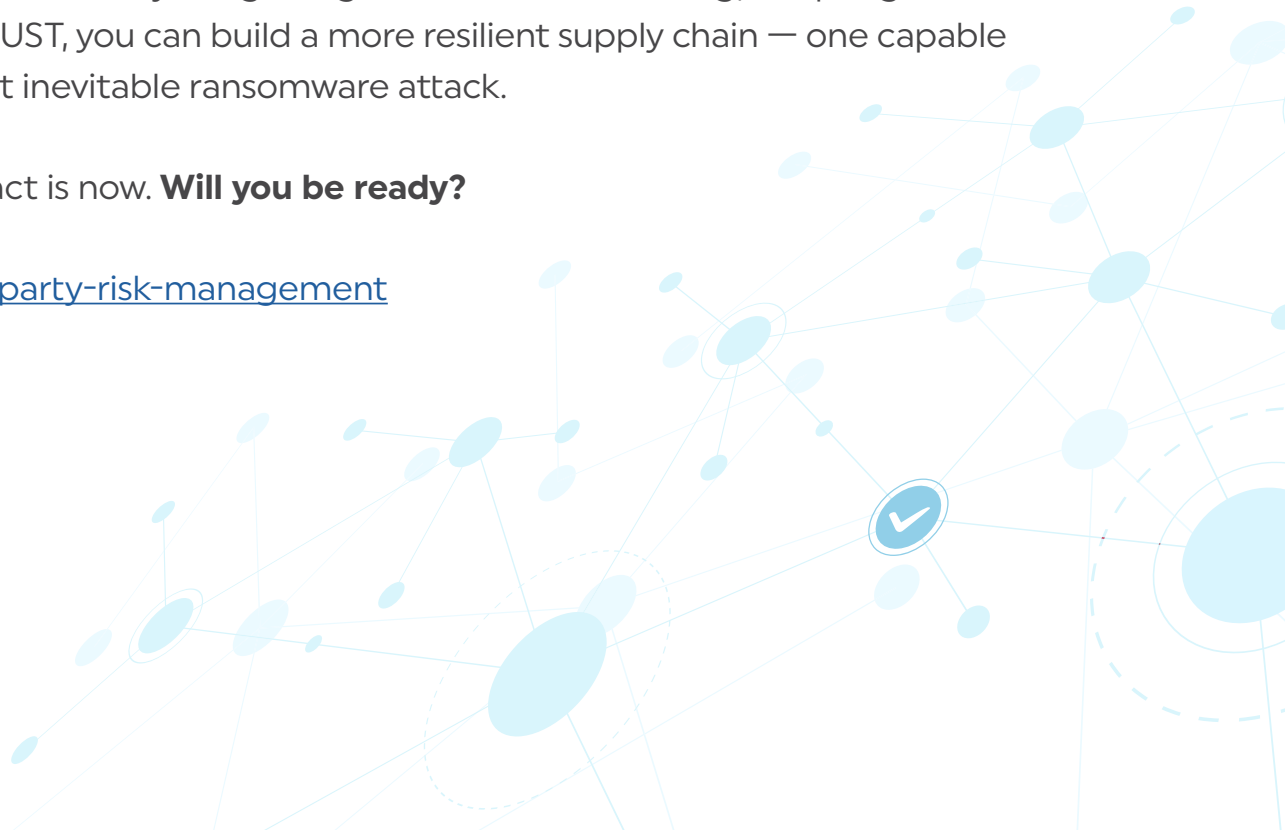 UST, you can build a more resilient supply chain — one capable
t inevitable ransomware attack.
act is now. Will you be ready?
party-risk-management